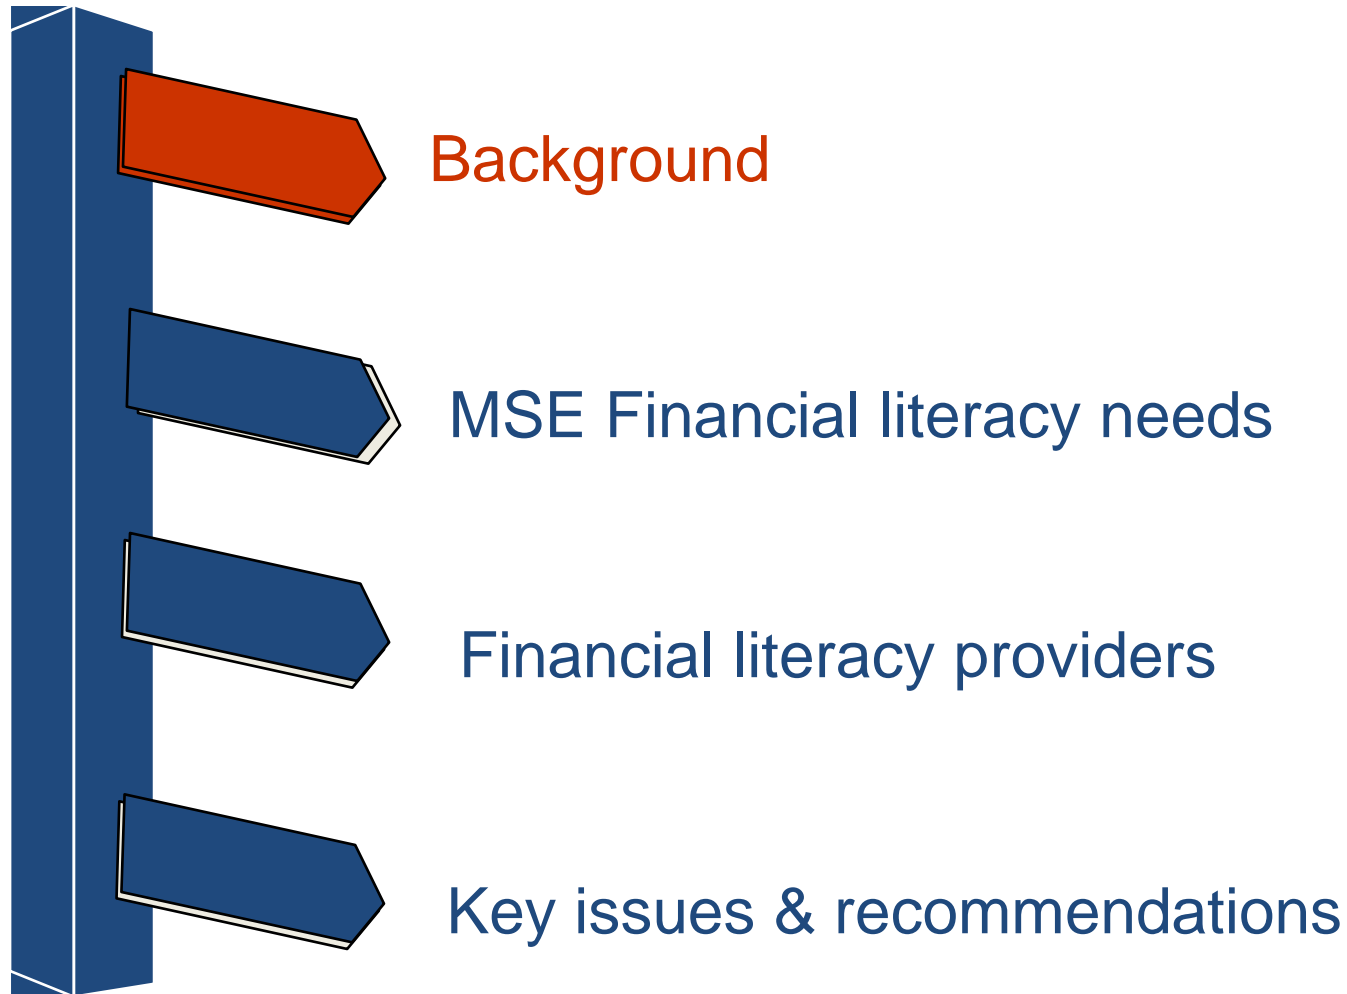 Background
MSE Financial literacy needs
Financial literacy providers
Key issues & recommendations